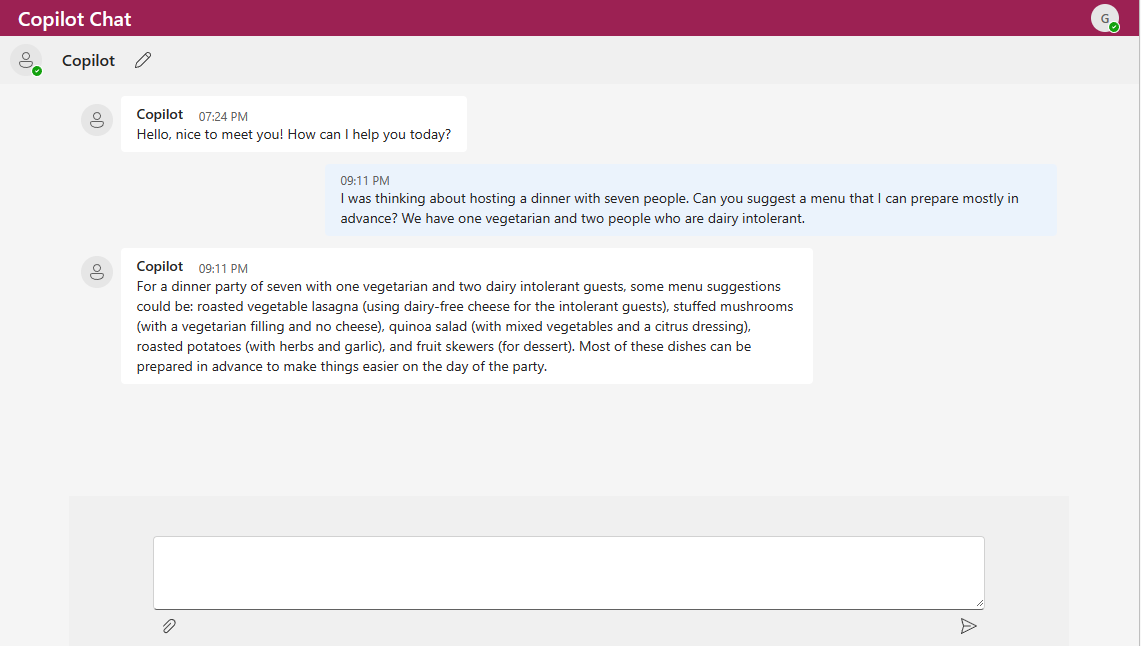 Copilot Chat
G
Copilot
Copilot 07:24 PM
Hello, nice to meet you! How can I help you today?
09:11 PM
I was thinking about hosting a dinner with seven people. Can you suggest a menu that I can prepare mostly in
advance? We have one vegetarian and two people who are dairy intolerant.
Copilot 09:11 PM
For a dinner party of seven with one vegetarian and two dairy intolerant guests, some menu suggestions
could be: roasted vegetable lasagna (using dairy-free cheese for the intolerant guests), stuffed mushrooms
(with a vegetarian filling and no cheese), quinoa salad (with mixed vegetables and a citrus dressing),
roasted potatoes (with herbs and garlic), and fruit skewers (for dessert). Most of these dishes can be
prepared in advance to make things easier on the day of the party.